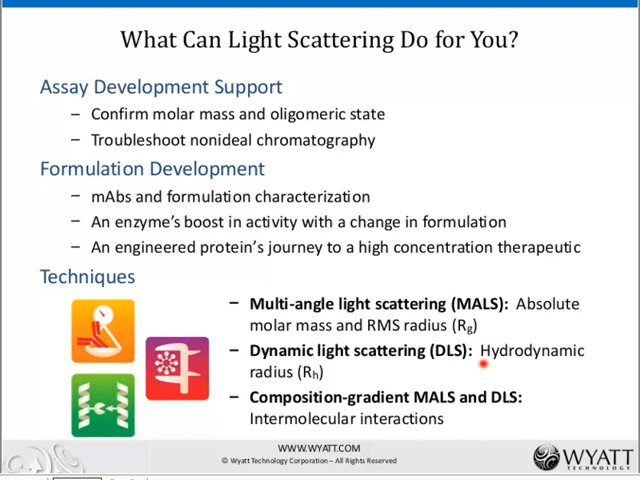 What Can Light Scattering Do for You?
Assay Development Support
– Confirm molar mass and oligomeric state
– Troubleshoot nonideal chromatography
Formulation Development
– mAbs and formulation characterization
– An enzyme's boost in activity with a change in formulation
– An engineered protein's journey to a high concentration therapeutic
Techniques
– Multi-angle light scattering (MALS): Absolute
molar mass and RMS radius (Rg)
– Dynamic light scattering (DLS): Hydrodynamic
radius (Rh)
– Composition-gradient MALS and DLS:
Intermolecular interactions
WWW.WYATT.COM
© Wyatt Technology Corporation – All Rights Reserved
WYATT
TECHNOLOGY